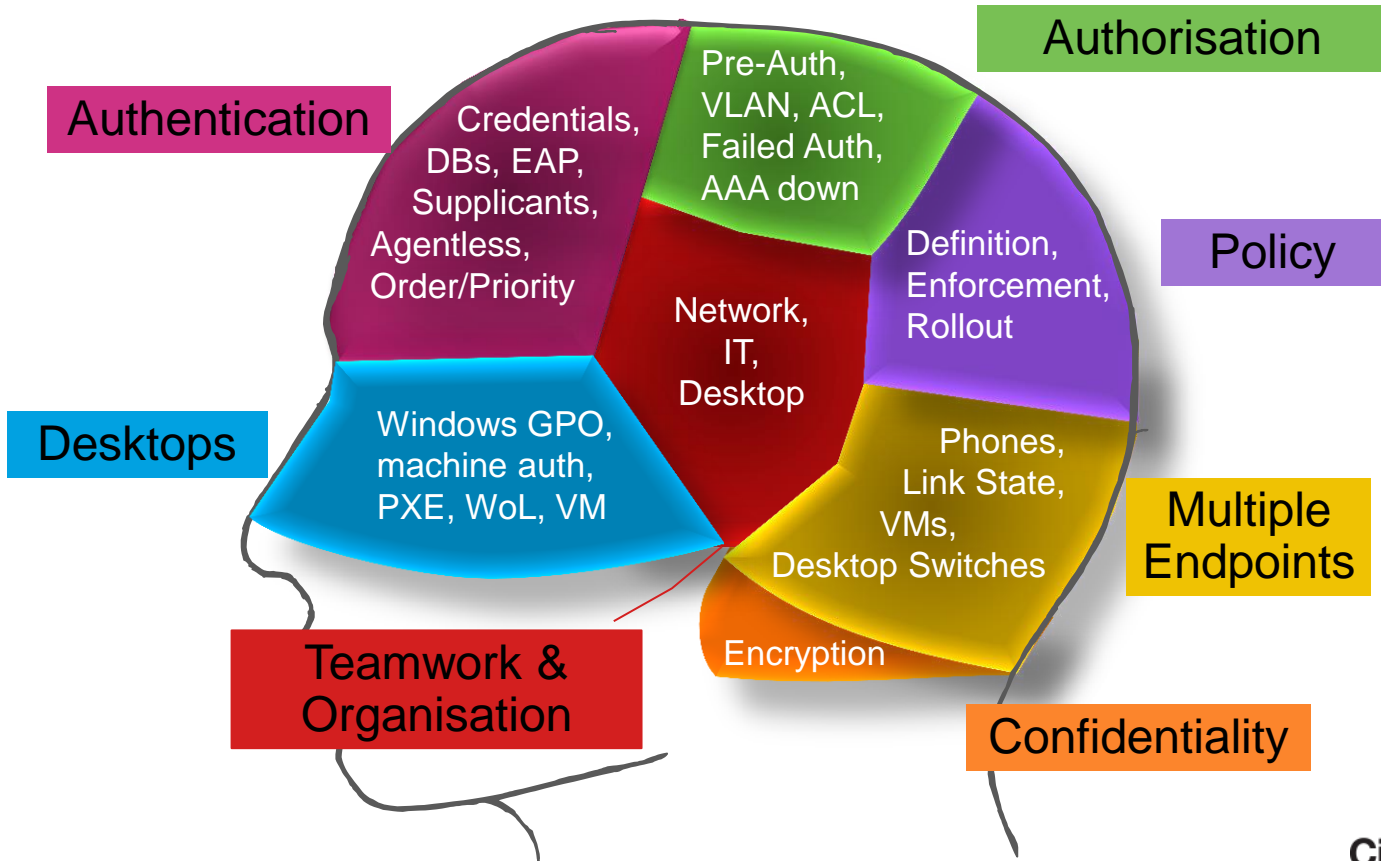 Authorisation
Authentication
Credentials,
DBs, EAP,
Supplicants,
Agentless,
Order/Priority
Pre-Auth,
VLAN, ACL,
Failed Auth,
AAA down
Definition,
Enforcement,
Rollout
Policy
Network,
IT,
Desktop
Desktops
Windows GPO,
machine auth,
PXE, WoL, VM
Phones,
Link State,
VMs,
Desktop Switches
Multiple
Endpoints
Teamwork &
Organisation
Encryption
Confidentiality
Ci